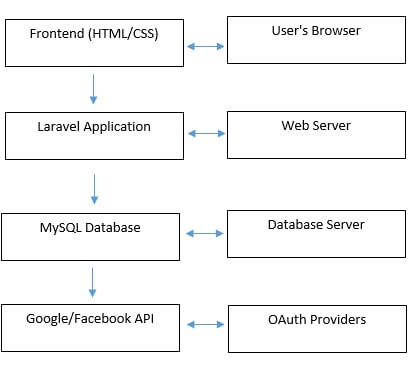 Frontend (HTML/CSS)
User's Browser
Laravel Application
Web Server
MySQL Database
Database Server
Google/Facebook API
OAuth Providers